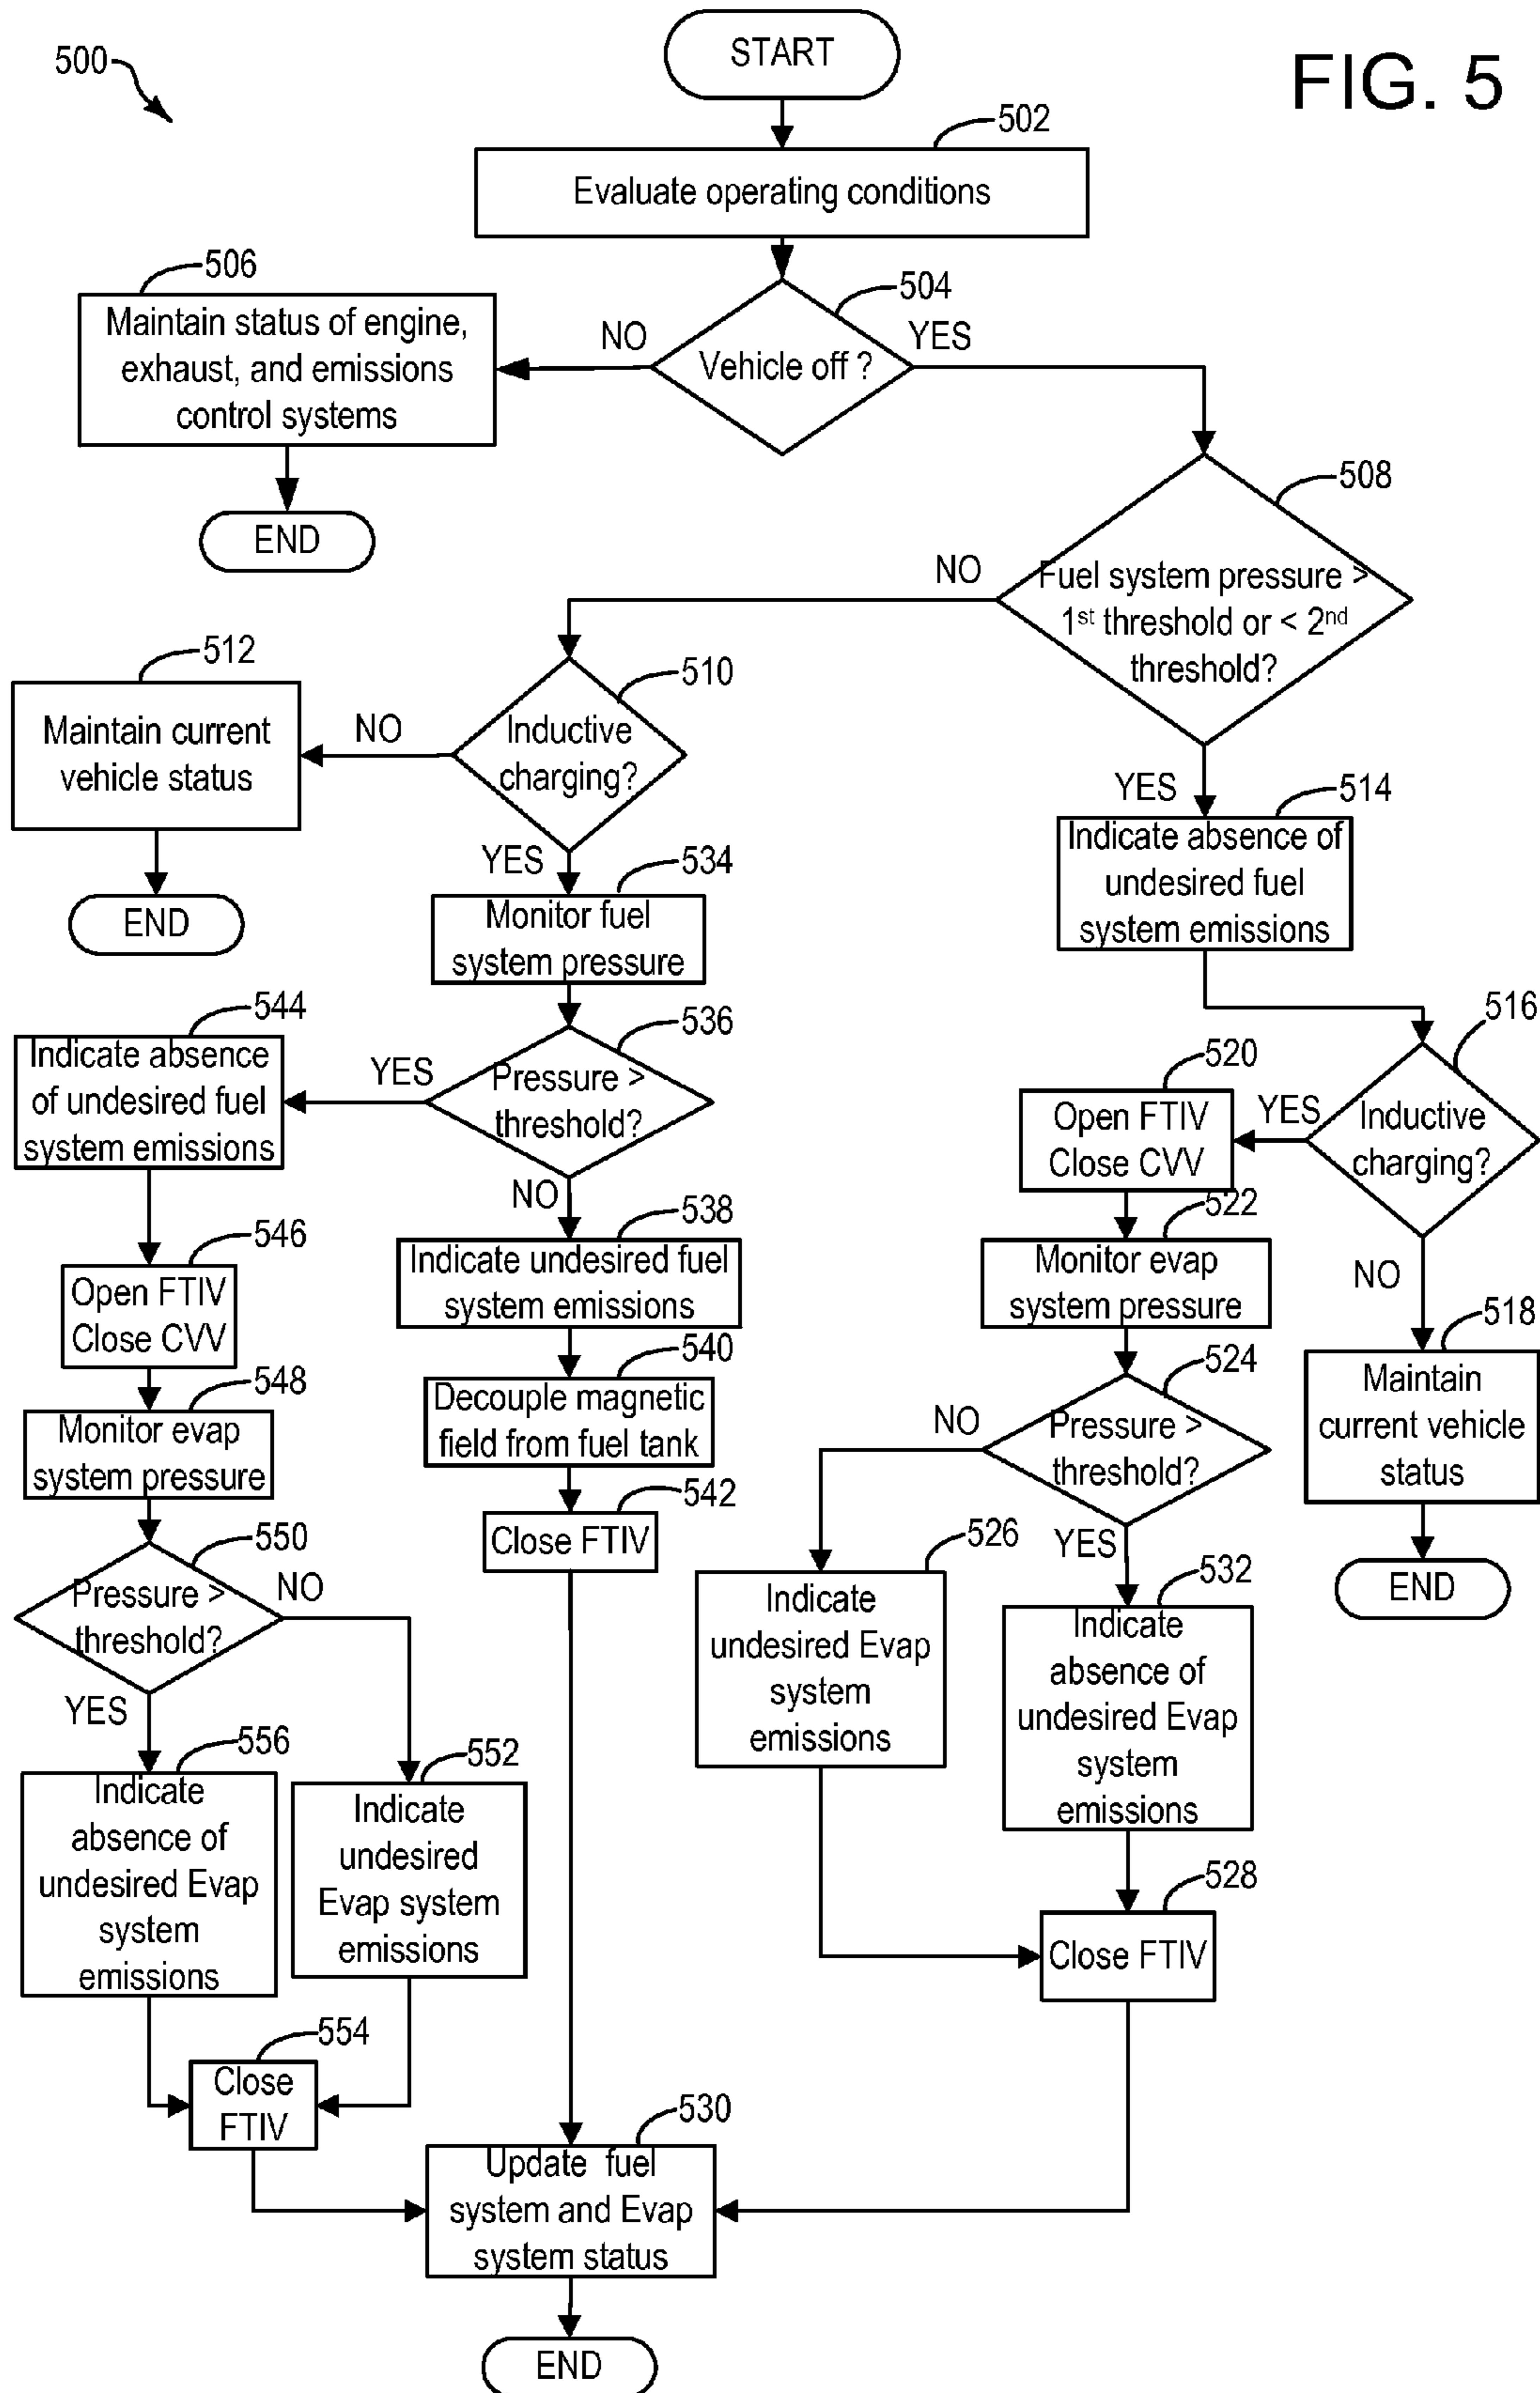 500
START
FIG. 5
502
Evaluate operating conditions
506
504
Maintain status of engine,
exhaust, and emissions
control systems
NO
Vehicle off ?
YES
END
508
Fuel system pressure >
1st threshold or < 2nd
threshold?
NO
512
Maintain current
vehicle status
NO
510
Inductive
charging?
YES
514
Indicate absence of
undesired fuel
system emissions
END
YES
534
Monitor fuel
system pressure
544
Indicate absence
of undesired fuel
system emissions
YES
536
Pressure >
threshold?
NO
516
Inductive
charging?
YES
520
Open FTIV
Close CVV
522
Monitor evap
system pressure
NO
518
Maintain
current vehicle
status
END
546
Open FTIV
Close CVV
538
Indicate undesired fuel
system emissions
540
Decouple magnetic
field from fuel tank
542
Close FTIV
548
Monitor evap
system pressure
524
Pressure >
threshold?
NO
YES
550
Pressure >
threshold?
NO
YES
526
Indicate
undesired Evap
system
emissions
532
Indicate
absence of
undesired Evap
system
emissions
556
Indicate
absence of
undesired Evap
system
emissions
552
Indicate
undesired
Evap system
emissions
528
Close FTIV
554
Close
FTIV
530
Update fuel
system and Evap
system status
END